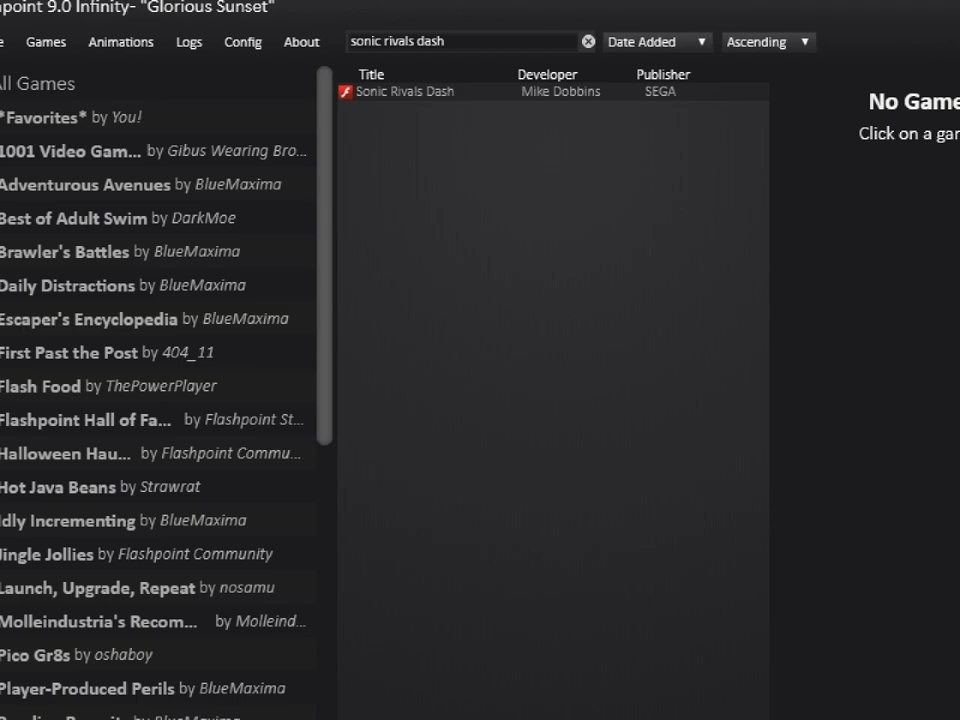 point 9.0 Infinity- "Glorious Sunset"
Games Animations Logs Config About sonic rivals dash Date Added ▼ Ascending ▼
All Games
Title Developer Publisher
Sonic Rivals Dash Mike Dobbins SEGA
No Game
Click on a gam
*Favorites* by You!
1001 Video Gam... by Gibus Wearing Bro...
Adventurous Avenues by BlueMaxima
Best of Adult Swim by DarkMoe
Brawler's Battles by BlueMaxima
Daily Distractions by BlueMaxima
Escaper's Encyclopedia by BlueMaxima
First Past the Post by 404_11
Flash Food by ThePowerPlayer
Flashpoint Hall of Fa... by Flashpoint St...
Halloween Hau... by Flashpoint Commu...
Hot Java Beans by Strawrat
Idly Incrementing by BlueMaxima
Jingle Jollies by Flashpoint Community
Launch, Upgrade, Repeat by nosamu
Molleindustria's Recom... by Molleind...
Pico Gr8s by oshaboy
Player-Produced Perils by BlueMaxima
by BlueMaxima